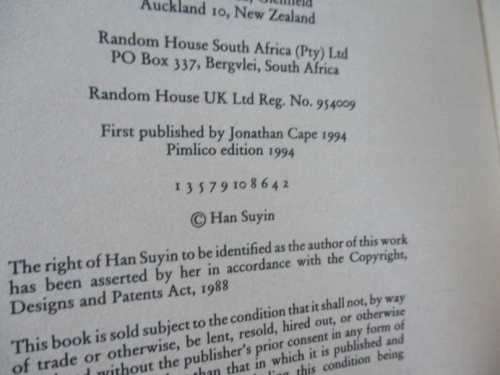 Glenfield
Auckland 10, New Zealand
Random House South Africa (Pty) Ltd
PO Box 337, Bergvlei, South Africa
Random House UK Ltd Reg. No. 954009
First published by Jonathan Cape 1994
Pimlico edition 1994
1 3 5 7 9 10 8 6 4 2
© Han Suyin
The right of Han Suyin to be identified as the author of this work
has been asserted by her in accordance with the Copyright,
Designs and Patents Act, 1988
This book is sold subject to the condition that it shall not, by way
of trade or otherwise, be lent, resold, hired out, or otherwise
without the publisher's prior consent in any form of
than that in which it is published and
this condition being